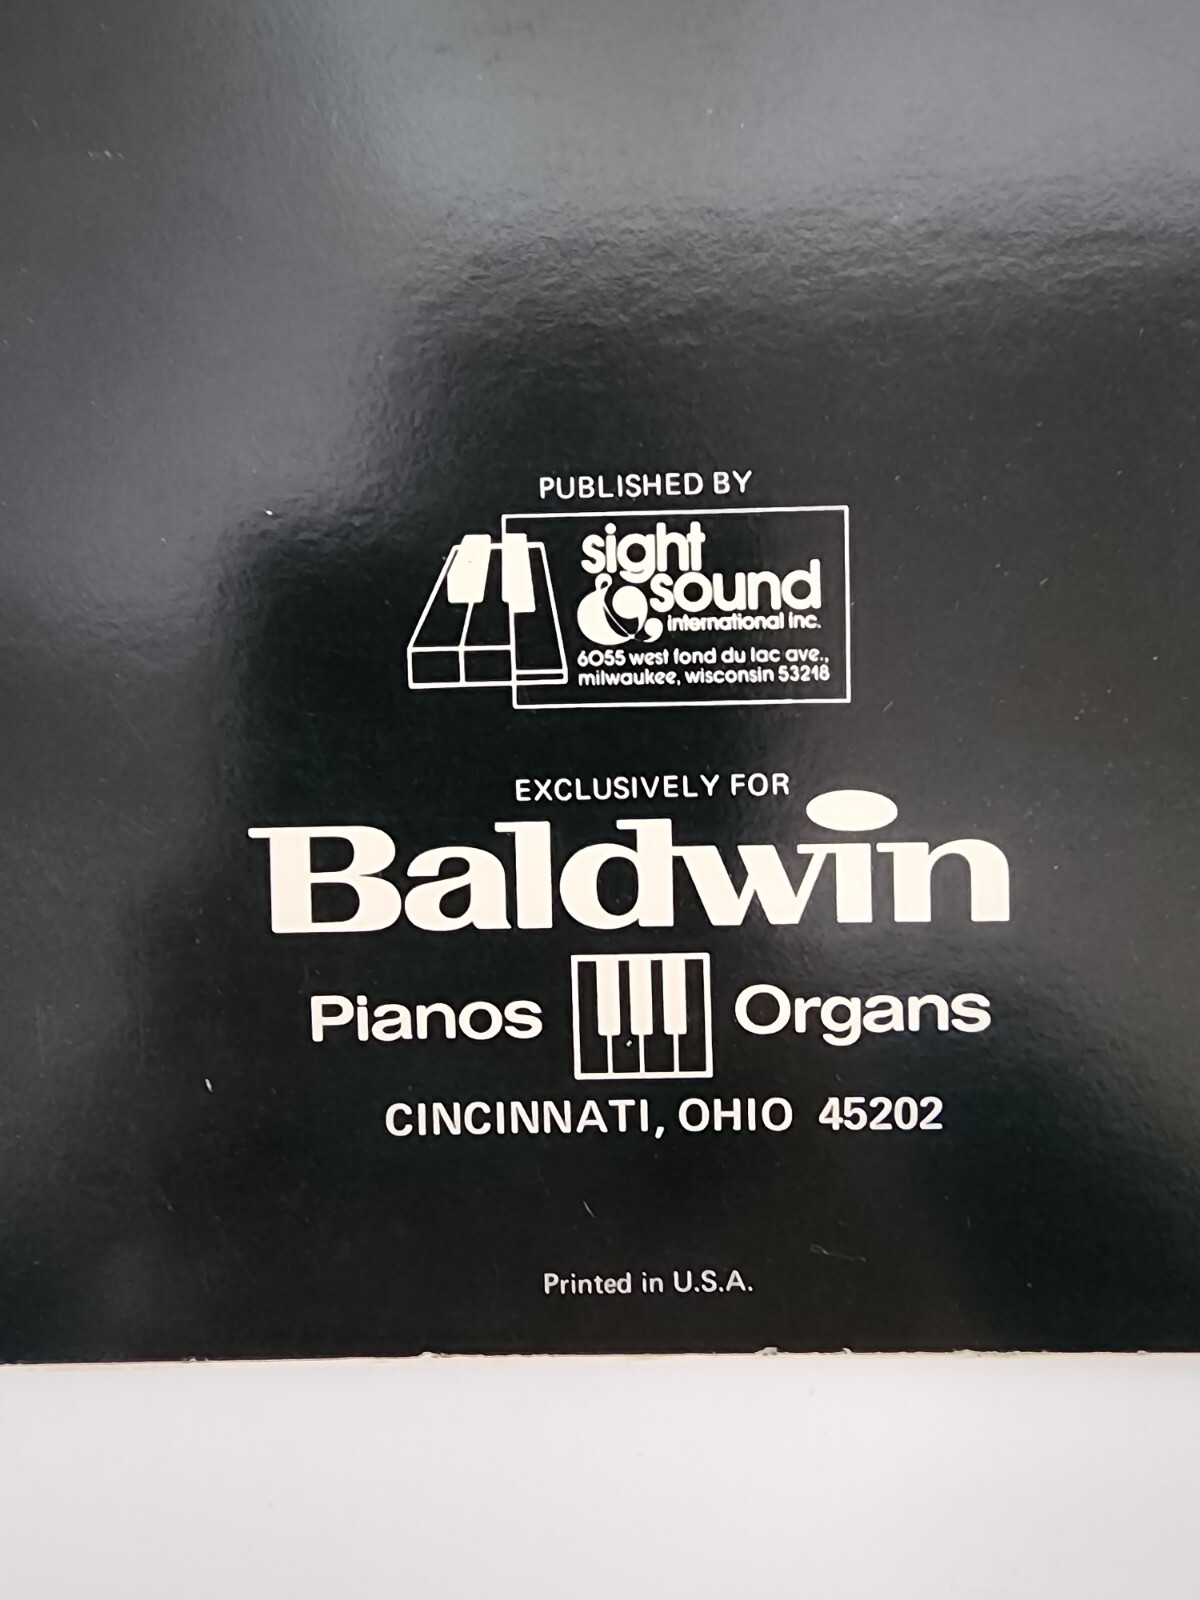 PUBLISHED BY
sight
& sound
international inc.
6055 west fond du lac ave.,
milwaukee, wisconsin 53218
EXCLUSIVELY FOR
Baldwin
Pianos Organs
CINCINNATI, OHIO 45202
Printed in U.S.A.